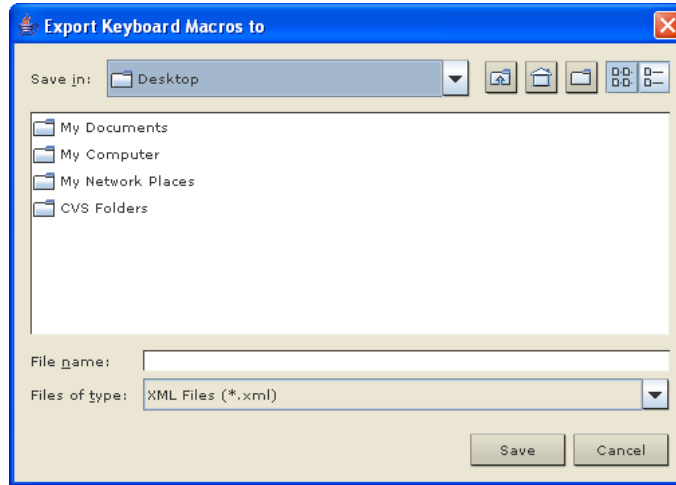 Export Keyboard Macros to
Save in: Desktop
My Documents
My Computer
My Network Places
CVS Folders
File name:
Files of type: XML Files (*.xml)
Save Cancel